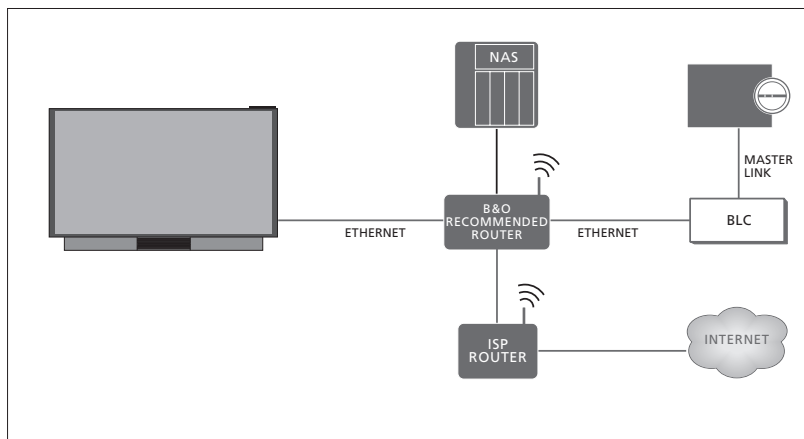 NAS
MASTER
LINK
B&O
RECOMMENDED
ROUTER
ETHERNET
ETHERNET
BLC
ISP
ROUTER
INTERNET